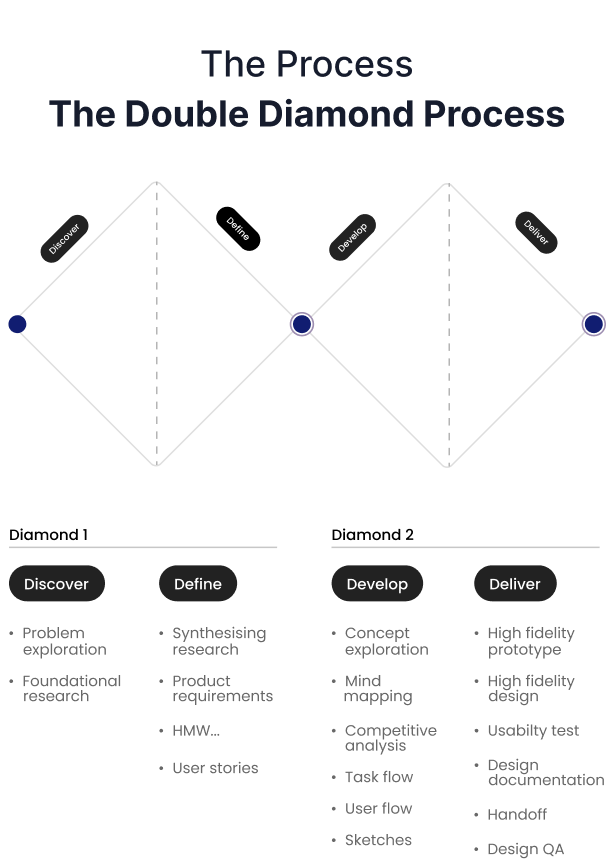 The Process
The Double Diamond Process
Discover
Define
Develop
Deliver
Diamond 1
Discover
• Problem
exploration
• Foundational
research
Define
• Synthesising
research
• Product
requirements
• HMW...
• User stories
Diamond 2
Develop
• Concept
exploration
• Mind
mapping
• Competitive
analysis
• Task flow
• User flow
• Sketches
Deliver
• High fidelity
prototype
• High fidelity
design
• Usabilty test
• Design
documentation
• Handoff
• Design QA